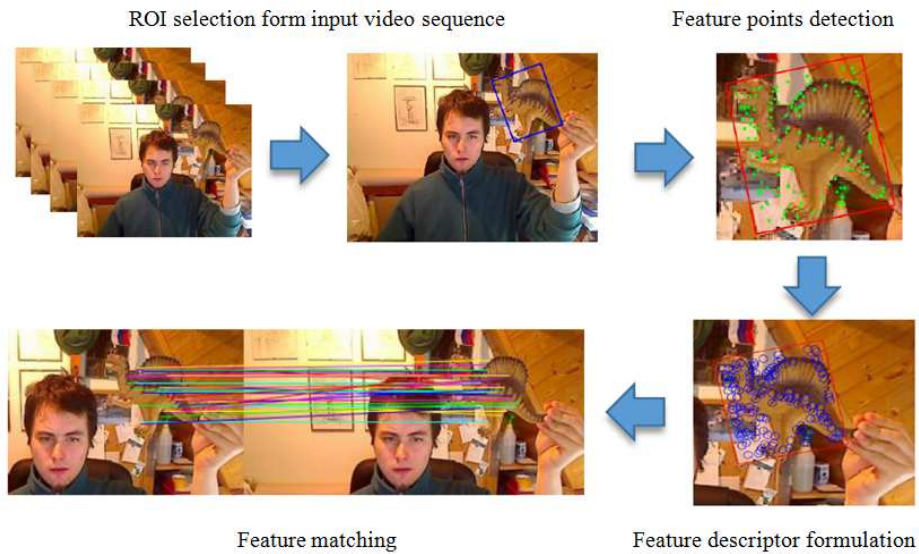 ROI selection form input video sequence
Feature points detection
Feature matching
Feature descriptor formulation